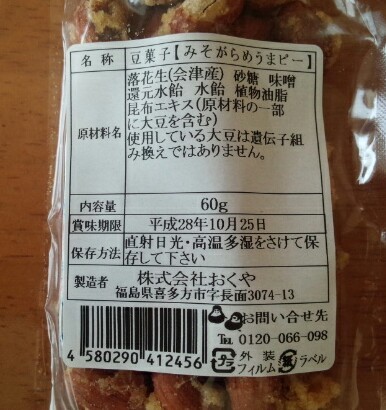 名称 豆菓子【みそがらめうまピー】
原材料名 落花生(会津産) 砂糖 味噌
還元水飴 水飴 植物油脂
昆布エキス(原材料の一部
に大豆を含む)
使用している大豆は遺伝子組
み換えではありません。
内容量 60g
賞味期限 平成28年10月25日
保存方法 直射日光・高温多湿をさけて保
存して下さい
製造者 株式会社おくや
福島県喜多方市字長面3074-13
お問い合せ先
TEL 0120-066-098
プラ 外装フィルム 紙 ラベル
4 580290 412456